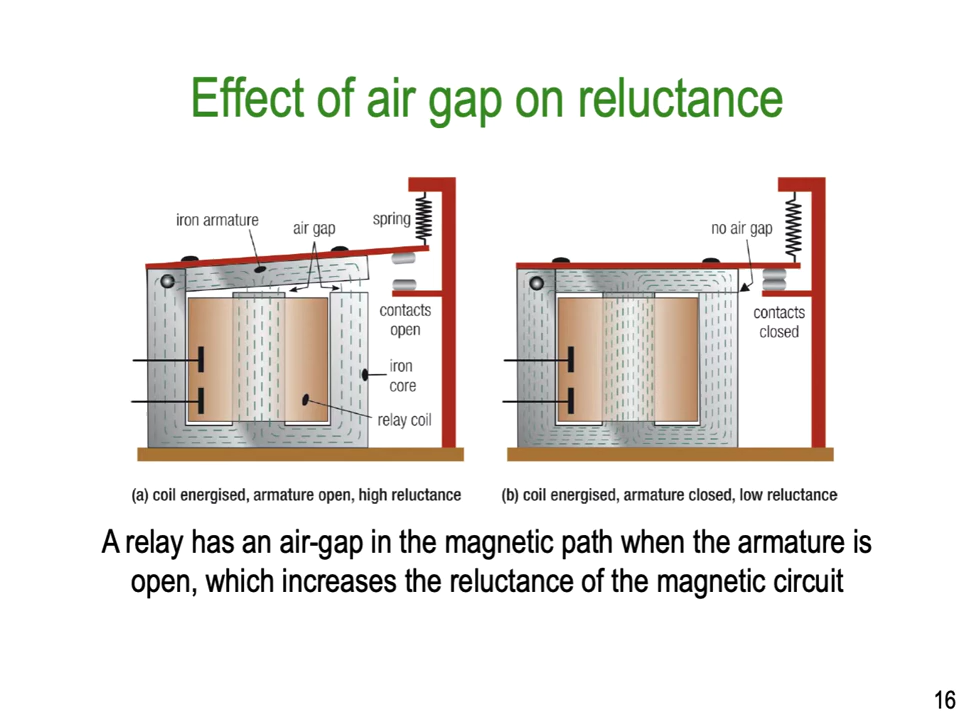 Effect of air gap on reluctance
iron armature
air gap
spring
contacts
open
iron
core
relay coil
(a) coil energised, armature open, high reluctance
no air gap
contacts
closed
(b) coil energised, armature closed, low reluctance
A relay has an air-gap in the magnetic path when the armature is
open, which increases the reluctance of the magnetic circuit
16